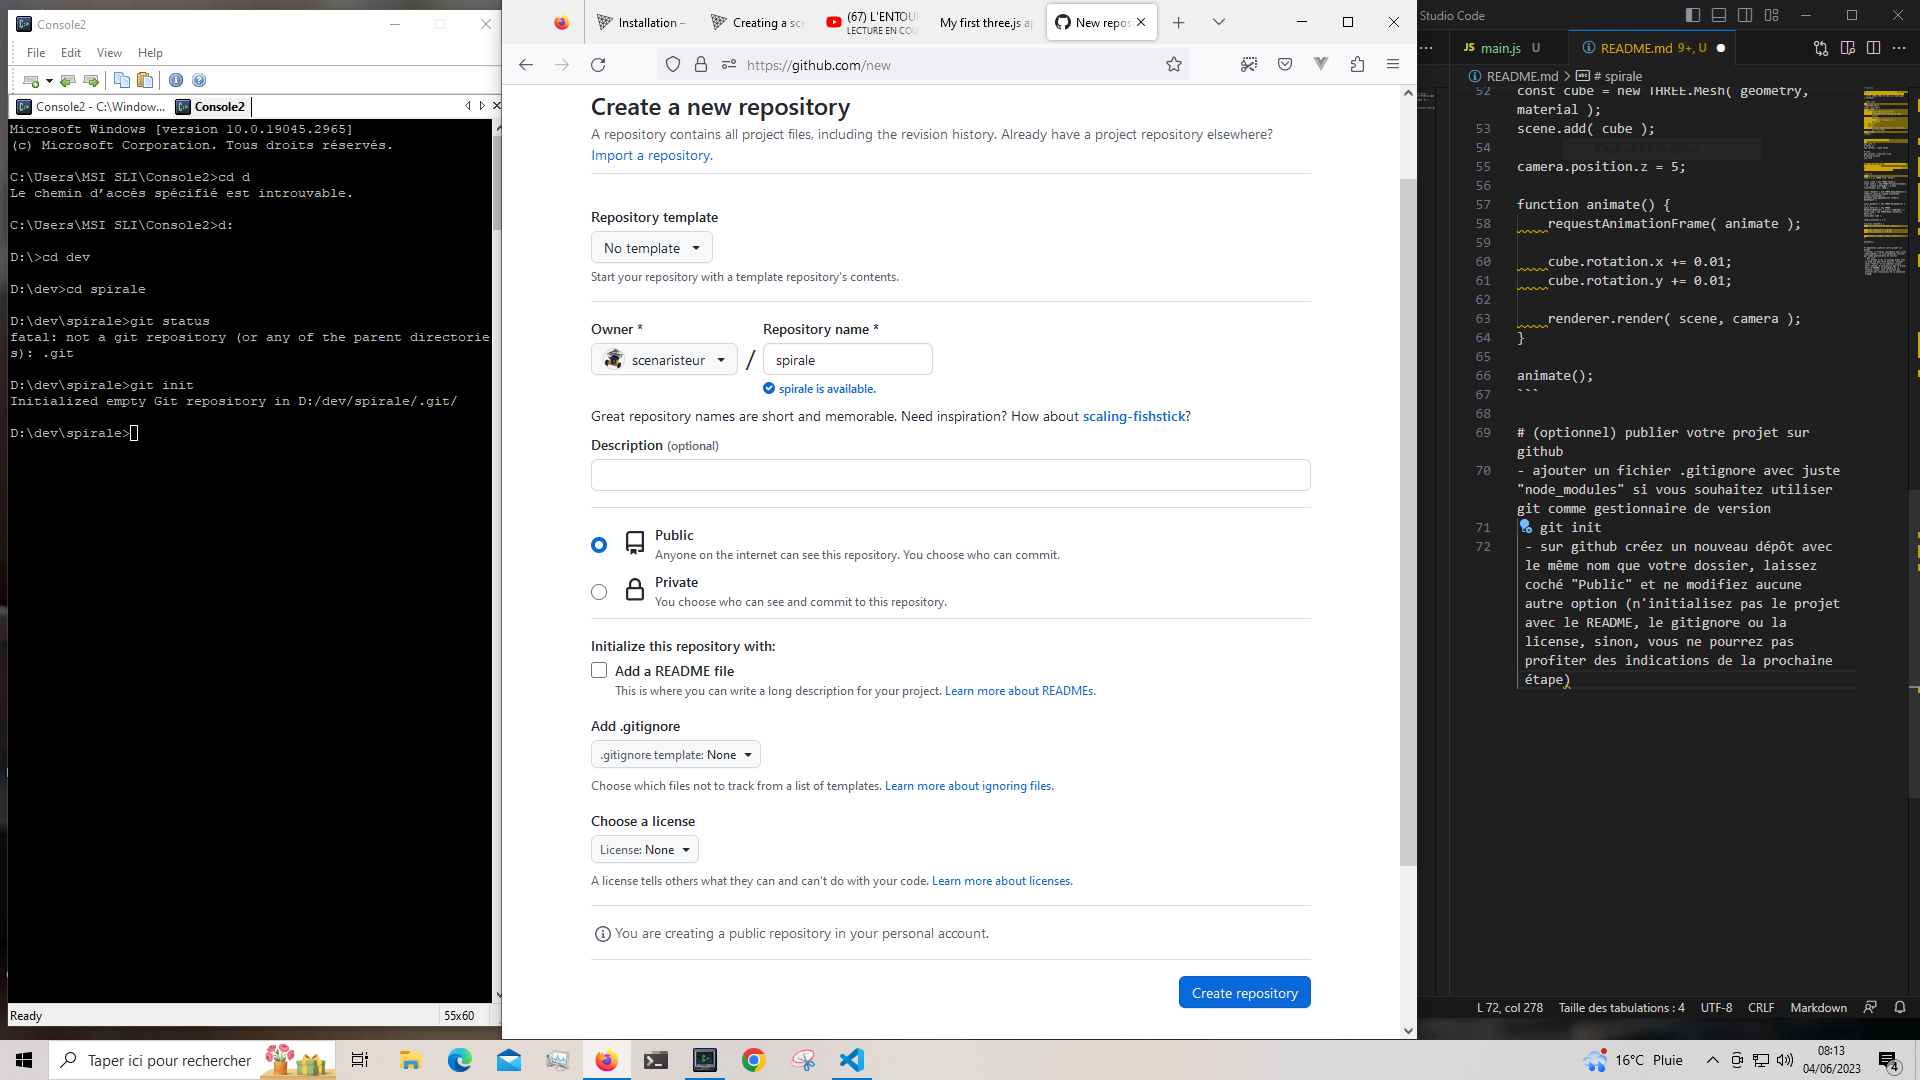 Console2
File Edit View Help
Console2 - C:\Window...
Console2
Microsoft Windows [version 10.0.19045.2965]
(c) Microsoft Corporation. Tous droits réservés.
C:\Users\MSI SLI\Console2>cd d
Le chemin d’accès spécifié est introuvable.
C:\Users\MSI SLI\Console2>d:
D:\>cd dev
D:\dev>cd spirale
D:\dev\spirale>git status
fatal: not a git repository (or any of the parent directorie
s): .git
D:\dev\spirale>git init
Initialized empty Git repository in D:/dev/spirale/.git/
D:\dev\spirale>
Ready
55x60
Installation –
Creating a sce
(67) L'ENTOU
LECTURE EN COU
My first three.js ap
New repos
https://github.com/new
Create a new repository
A repository contains all project files, including the revision history. Already have a project repository elsewhere?
Import a repository.
Repository template
No template
Start your repository with a template repository's contents.
Owner *
Repository name *
scenaristeur
/
spirale
spirale is available.
Great repository names are short and memorable. Need inspiration? How about scaling-fishstick?
Description (optional)
Public
Anyone on the internet can see this repository. You choose who can commit.
Private
You choose who can see and commit to this repository.
Initialize this repository with:
Add a README file
This is where you can write a long description for your project. Learn more about READMEs.
Add .gitignore
.gitignore template: None
Choose which files not to track from a list of templates. Learn more about ignoring files.
Choose a license
License: None
A license tells others what they can and can't do with your code. Learn more about licenses.
You are creating a public repository in your personal account.
Create repository
Studio Code
JS main.js U
README.md 9+, U
README.md > # spirale
52 const cube = new THREE.Mesh( geometry,
material );
53 scene.add( cube );
54
55 camera.position.z = 5;
56
57 function animate() {
58 requestAnimationFrame( animate );
59
60 cube.rotation.x += 0.01;
61 cube.rotation.y += 0.01;
62
63 renderer.render( scene, camera );
64 }
65
66 animate();
67 ```
68
69 # (optionnel) publier votre projet sur
github
70 - ajouter un fichier .gitignore avec juste
"node_modules" si vous souhaitez utiliser
git comme gestionnaire de version
71 git init
72 - sur github créez un nouveau dépôt avec
le même nom que votre dossier, laissez
coché "Public" et ne modifiez aucune
autre option (n'initialisez pas le projet
avec le README, le gitignore ou la
license, sinon, vous ne pourrez pas
profiter des indications de la prochaine
étape)
L 72, col 278 Taille des tabulations : 4 UTF-8 CRLF Markdown
Taper ici pour rechercher
16°C Pluie
08:13
04/06/2023
4